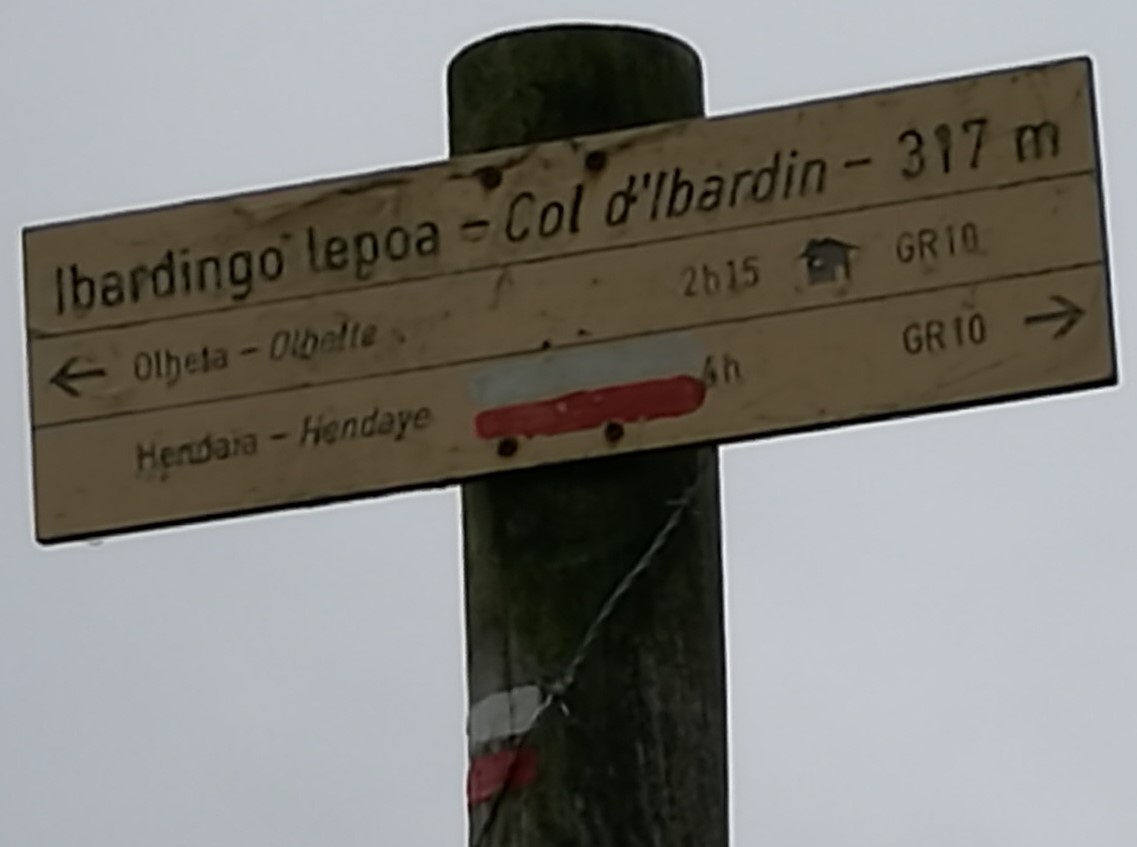 Ibardingo lepoa - Col d'Ibardin - 317 m
← Olheta - Olhette 2h15 GR10
Hendaia - Hendaye 4h GR10 →